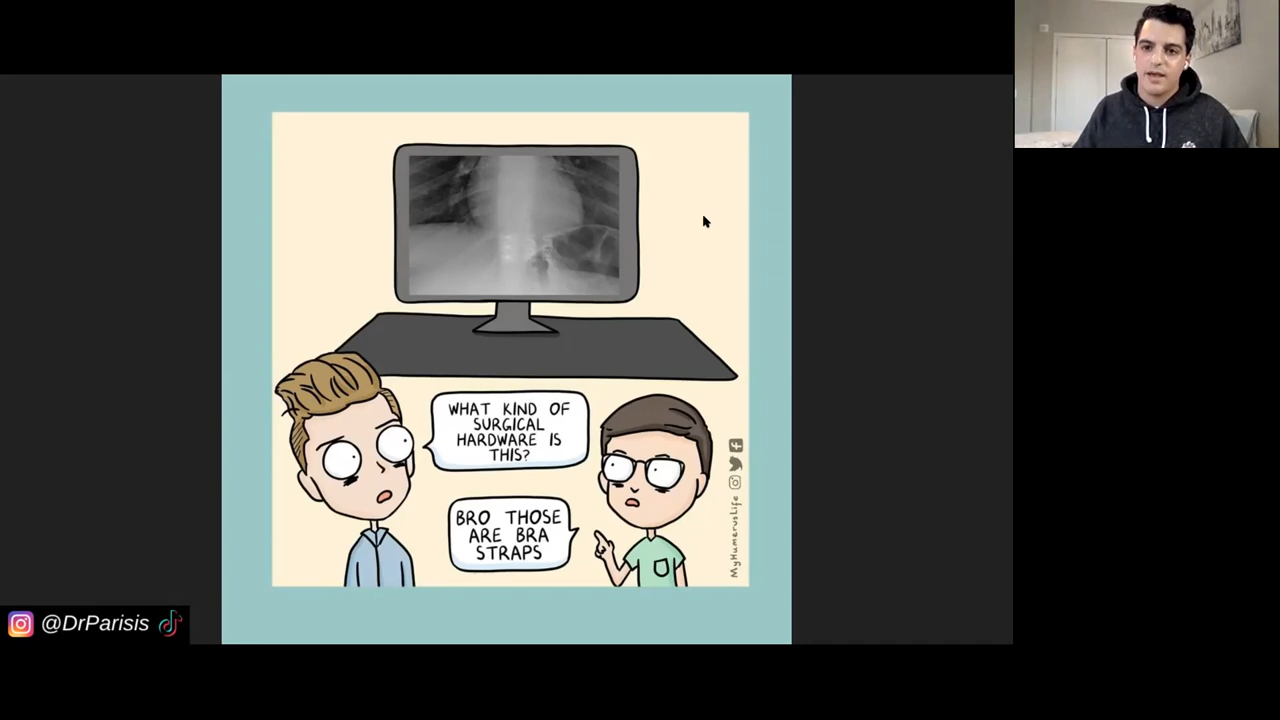 WHAT KIND OF
SURGICAL
HARDWARE IS
THIS?
BRO THOSE
ARE BRA
STRAPS
MyHumerusLife
@DrParisis